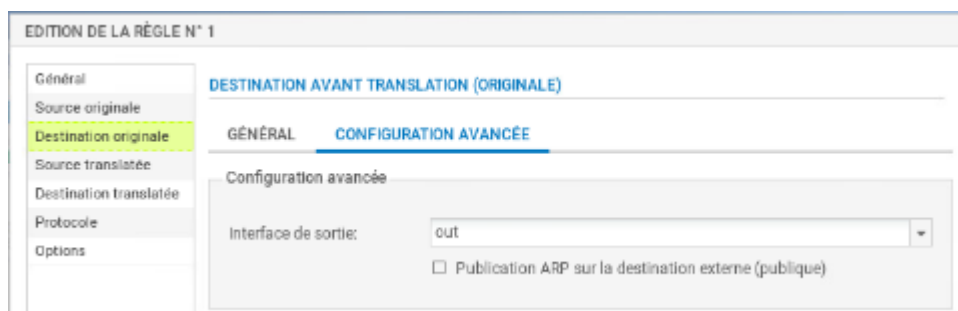 EDITION DE LA RÈGLE N° 1
Général
Source originale
Destination originale
Source translatée
Destination translatée
Protocole
Options
DESTINATION AVANT TRANSLATION (ORIGINALE)
GÉNÉRAL CONFIGURATION AVANCÉE
Configuration avancée
Interface de sortie: out
Publication ARP sur la destination externe (publique)